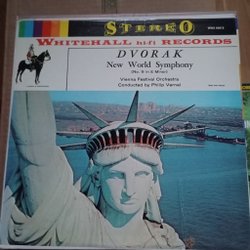 STEREO
WHITEHALL hi-fi RECORDS
DVORAK
New World Symphony
(No. 5 in E Minor)
Vienna Festival Orchestra
Conducted by Philip Vernel